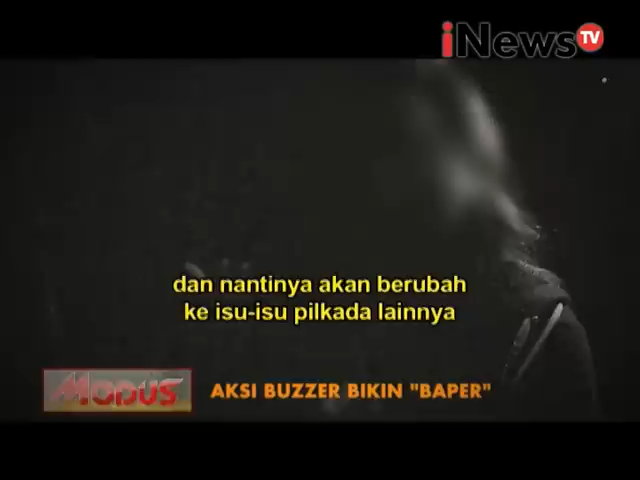 iNews TV
dan nantinya akan berubah
ke isu-isu pilkada lainnya
MODUS
AKSI BUZZER BIKIN "BAPER"